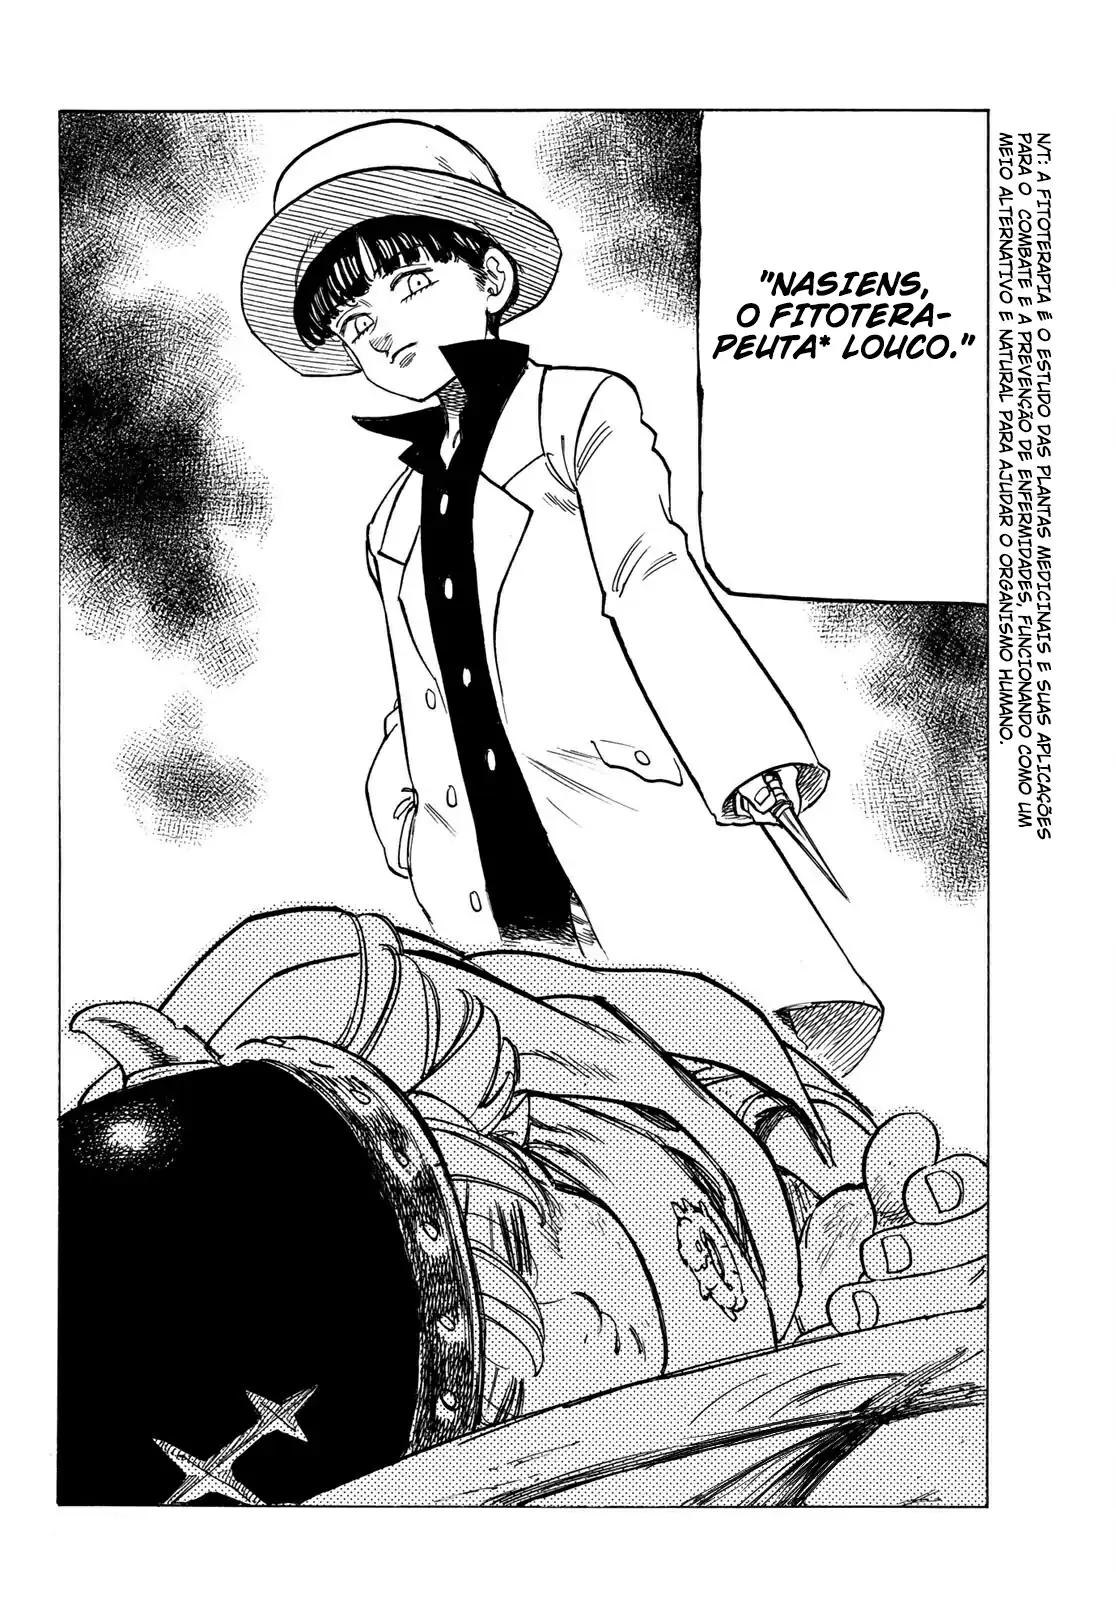 "NASIENS,
O FITOTERA-
PEUTA* LOUCO."
N/T: A FITOTERAPIA É O ESTUDO DAS PLANTAS MEDICINAIS E SUAS APLICAÇÕES
PARA O COMBATE E A PREVENÇÃO DE ENFERMIDADES, FUNCIONANDO COMO UM
MEIO ALTERNATIVO E NATURAL PARA AJUDAR O ORGANISMO HUMANO.